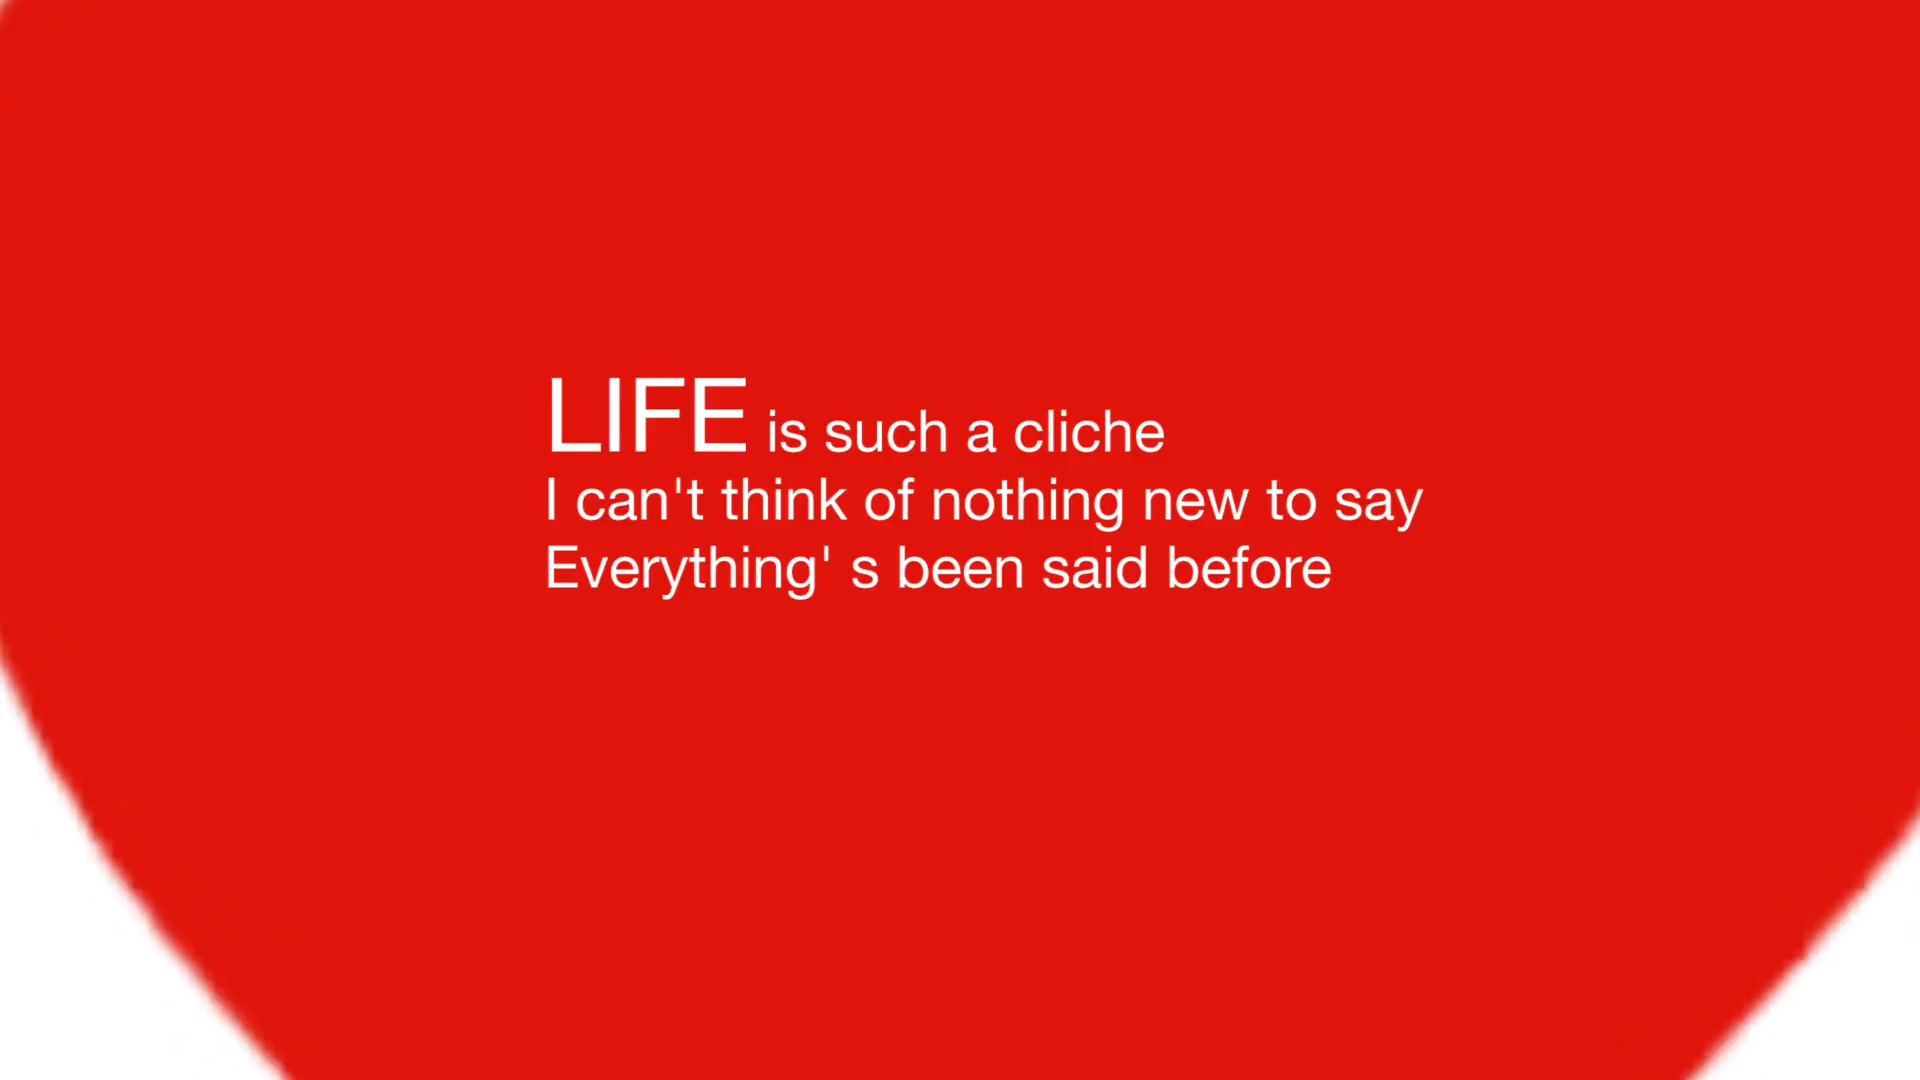 LIFE is such a cliche
I can't think of nothing new to say
Everything' s been said before